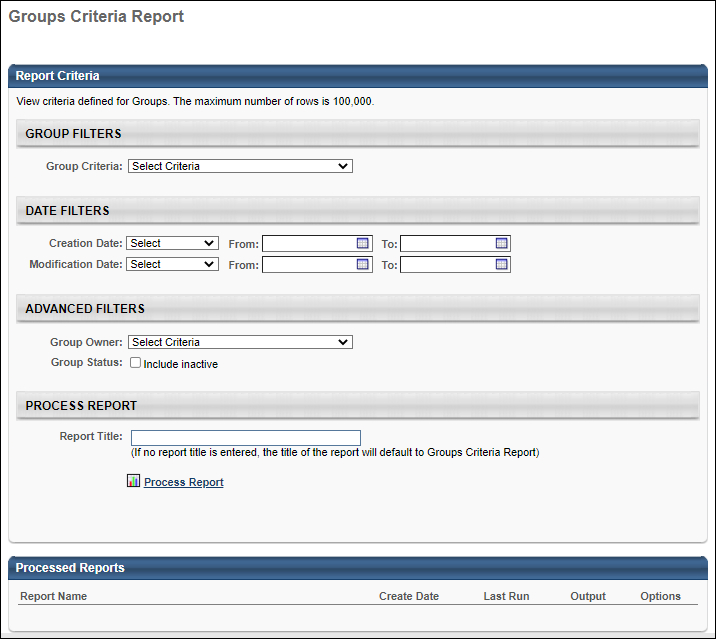 Groups Criteria Report
Report Criteria
View criteria defined for Groups. The maximum number of rows is 100,000.
GROUP FILTERS
Group Criteria: Select Criteria
DATE FILTERS
Creation Date: Select From: To:
Modification Date: Select From: To:
ADVANCED FILTERS
Group Owner: Select Criteria
Group Status: Include inactive
PROCESS REPORT
Report Title:
(If no report title is entered, the title of the report will default to Groups Criteria Report)
Process Report
Processed Reports
Report Name Create Date Last Run Output Options